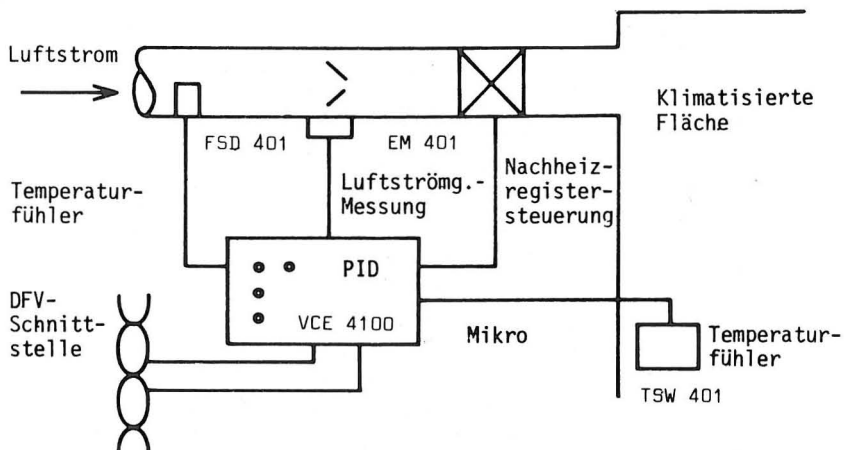 Luftstrom
Klimatisierte
Fläche
FSD 401
EM 401
Temperatur-
fühler
Luftströmg.-
Messung
Nachheiz-
register-
steuerung
PID
VCE 4100
DFV-
Schnitt-
stelle
Mikro
Temperatur-
fühler
TSW 401